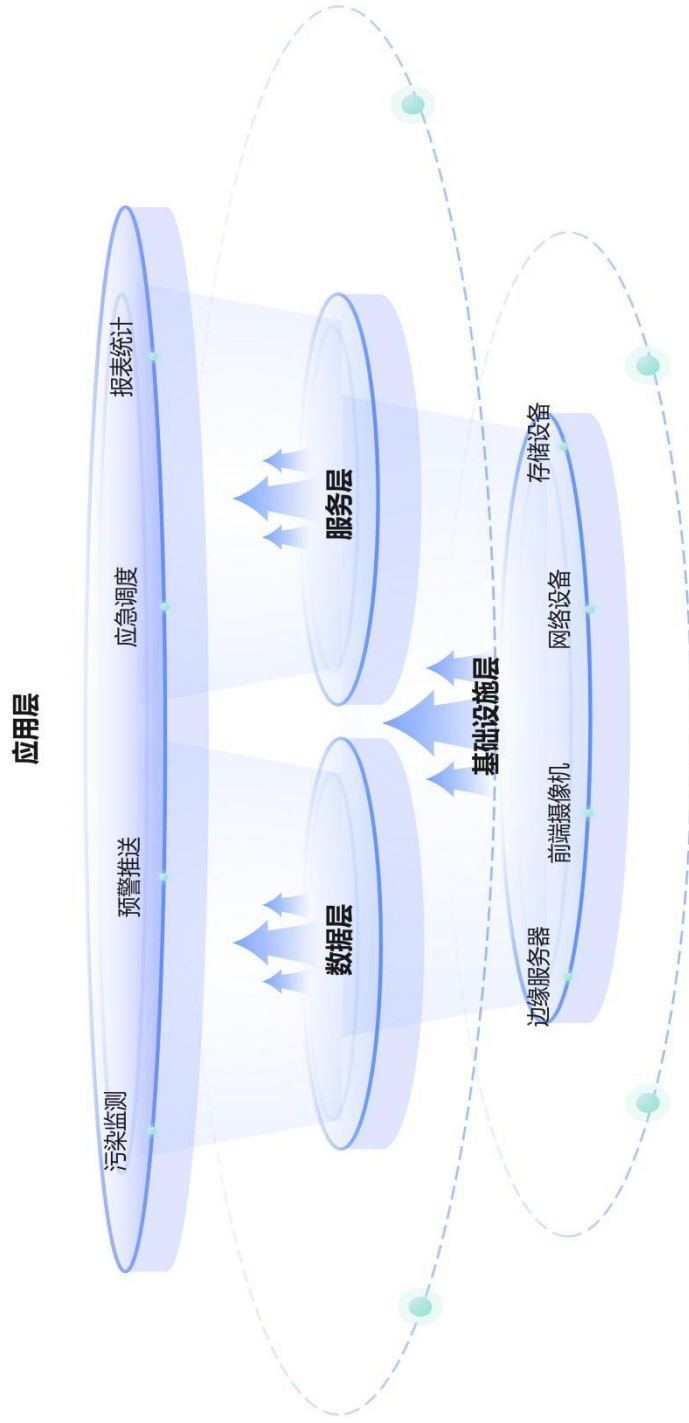 应用层
污染监测
预警推送
应急调度
报表统计
数据层
服务层
基础设施层
边缘服务器
前端摄像机
网络设备
存储设备